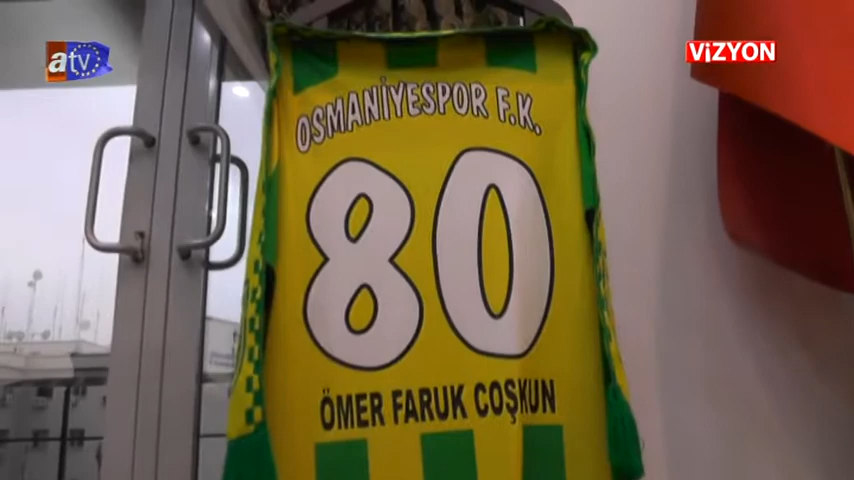 atv
VİZYON
OSMANİYESPOR F.K.
80
ÖMER FARUK COŞKUN